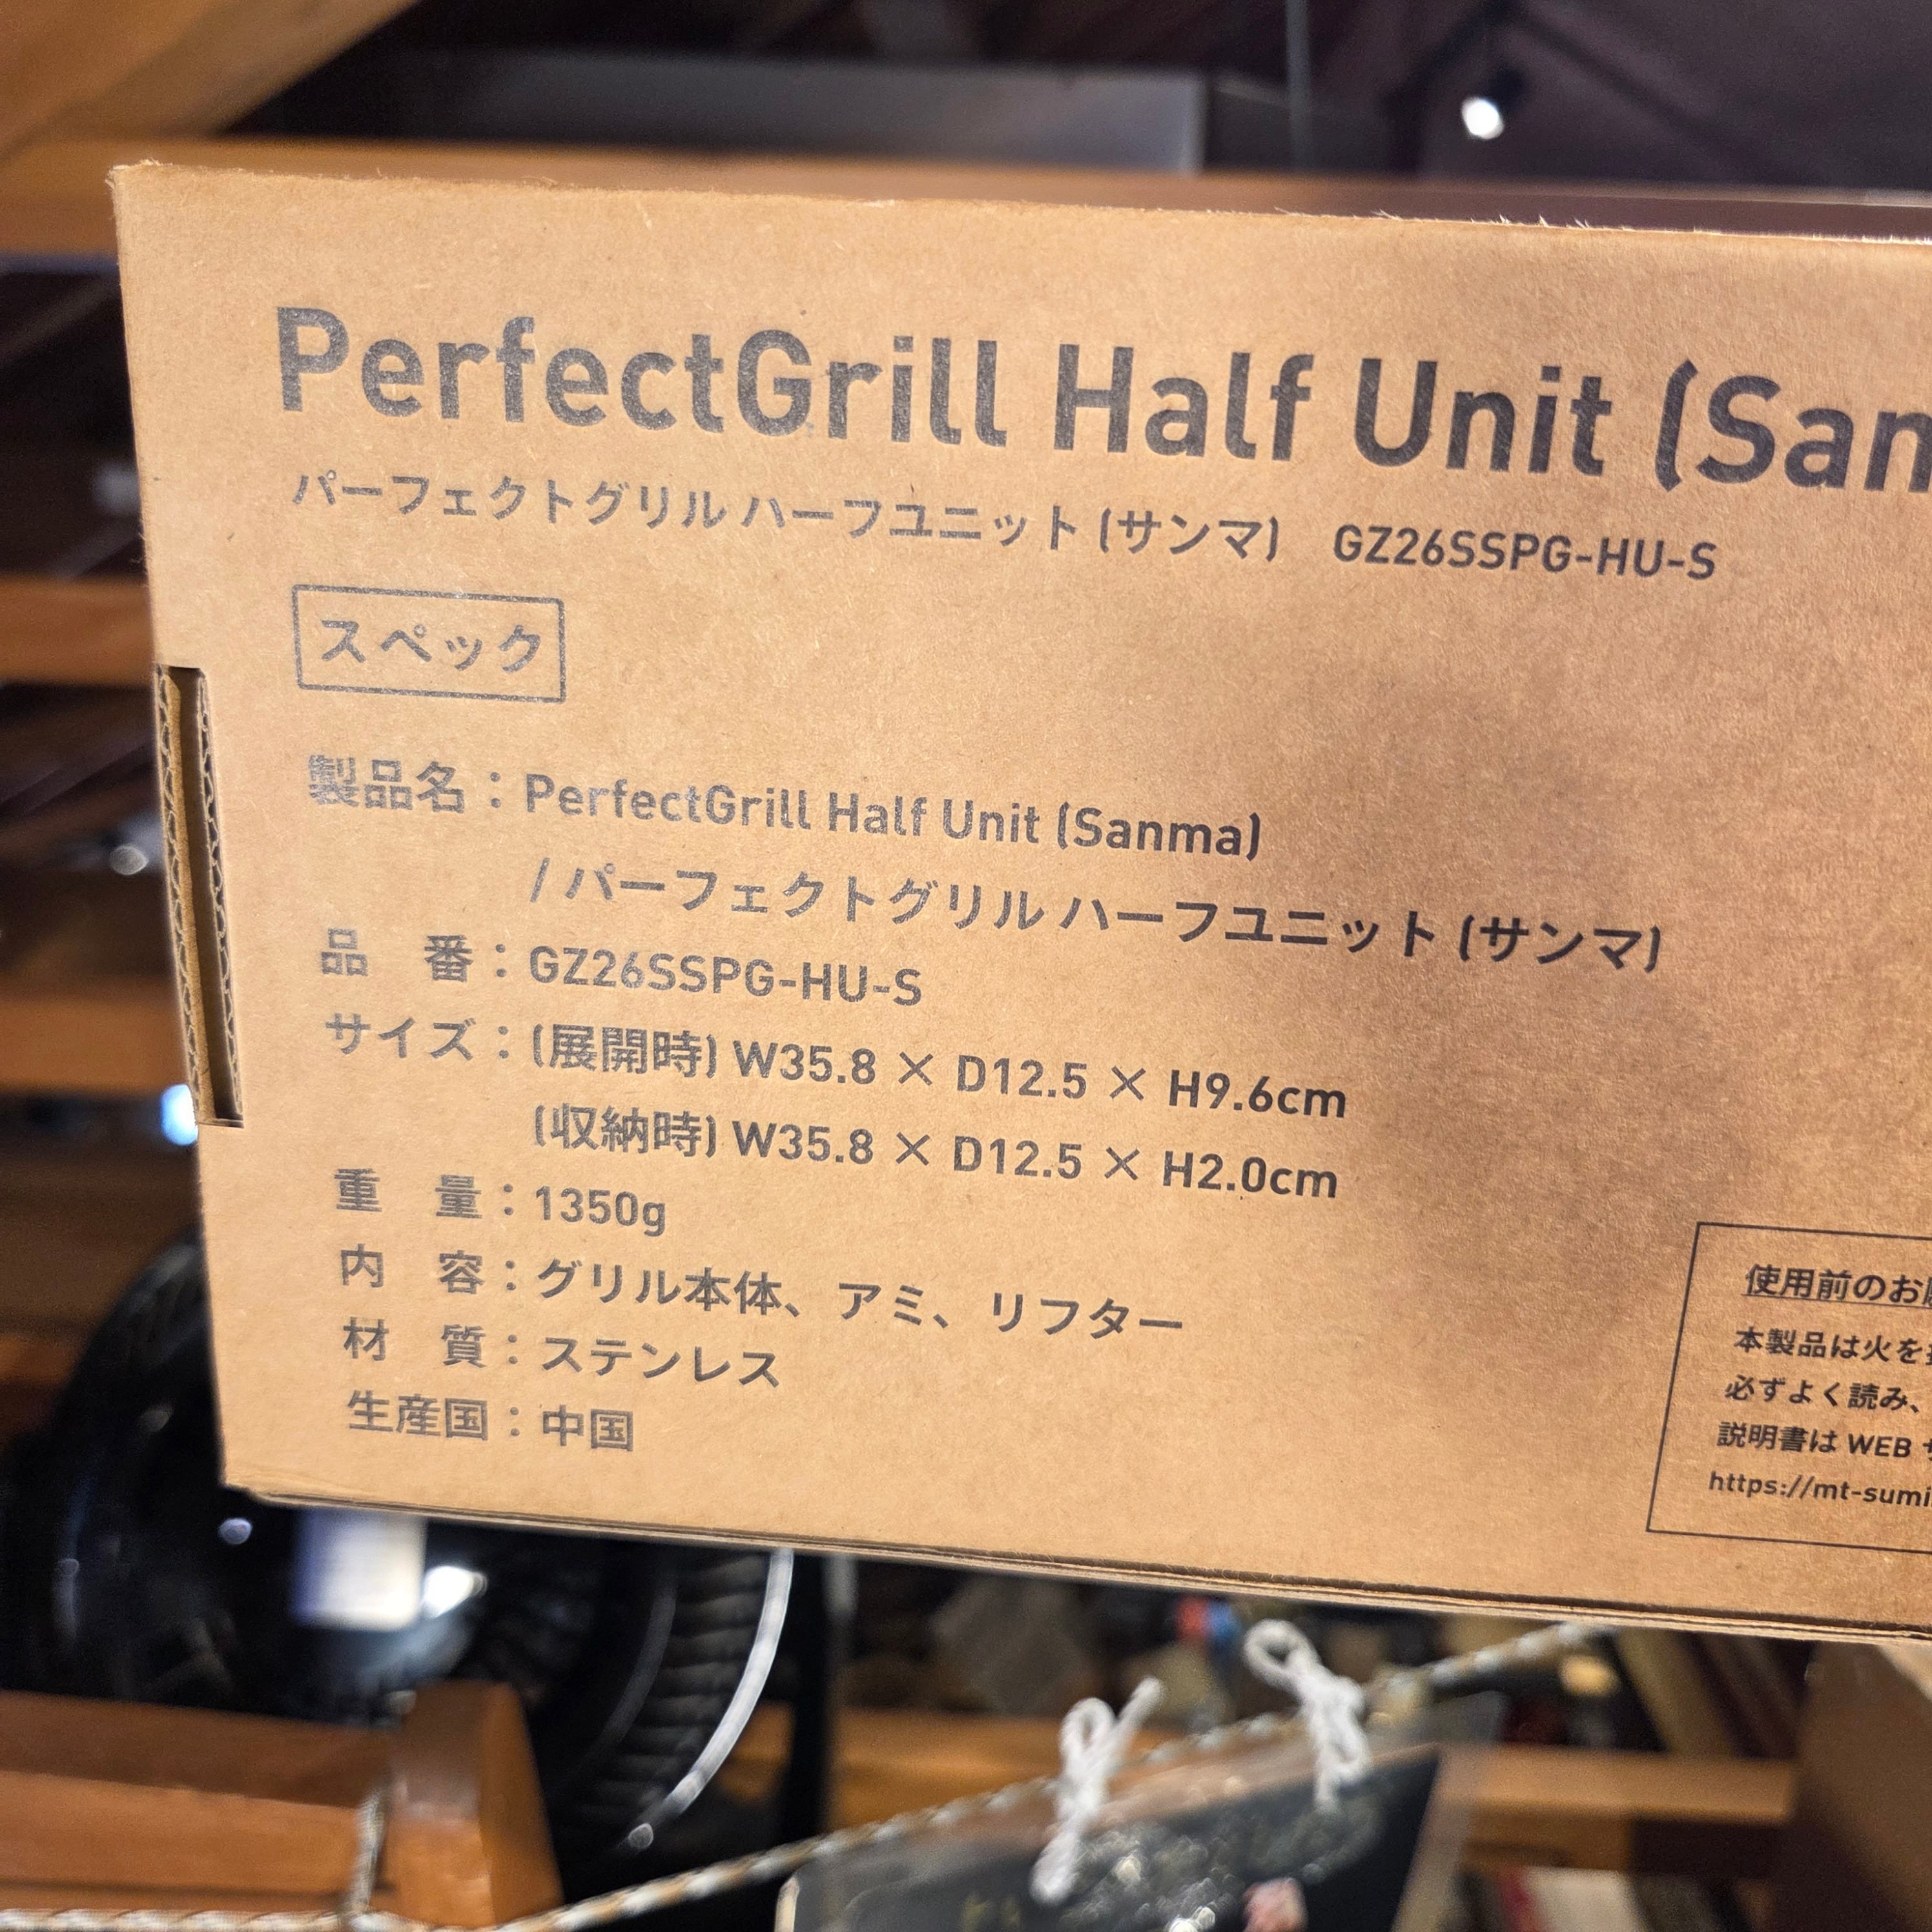 PerfectGrill Half Unit (San
パーフェクトグリル ハーフユニット (サンマ) GZ26SSPG-HU-S
スペック
製品名：PerfectGrill Half Unit (Sanma)
/ パーフェクトグリル ハーフユニット (サンマ)
品 番：GZ26SSPG-HU-S
サイズ：(展開時) W35.8 × D12.5 × H9.6cm
(収納時) W35.8 × D12.5 × H2.0cm
重 量：1350g
内 容：グリル本体、アミ、リフター
材 質：ステンレス
生産国：中国
使用前のお
本製品は火を
必ずよく読み、
説明書は WEB
https://mt-sumi